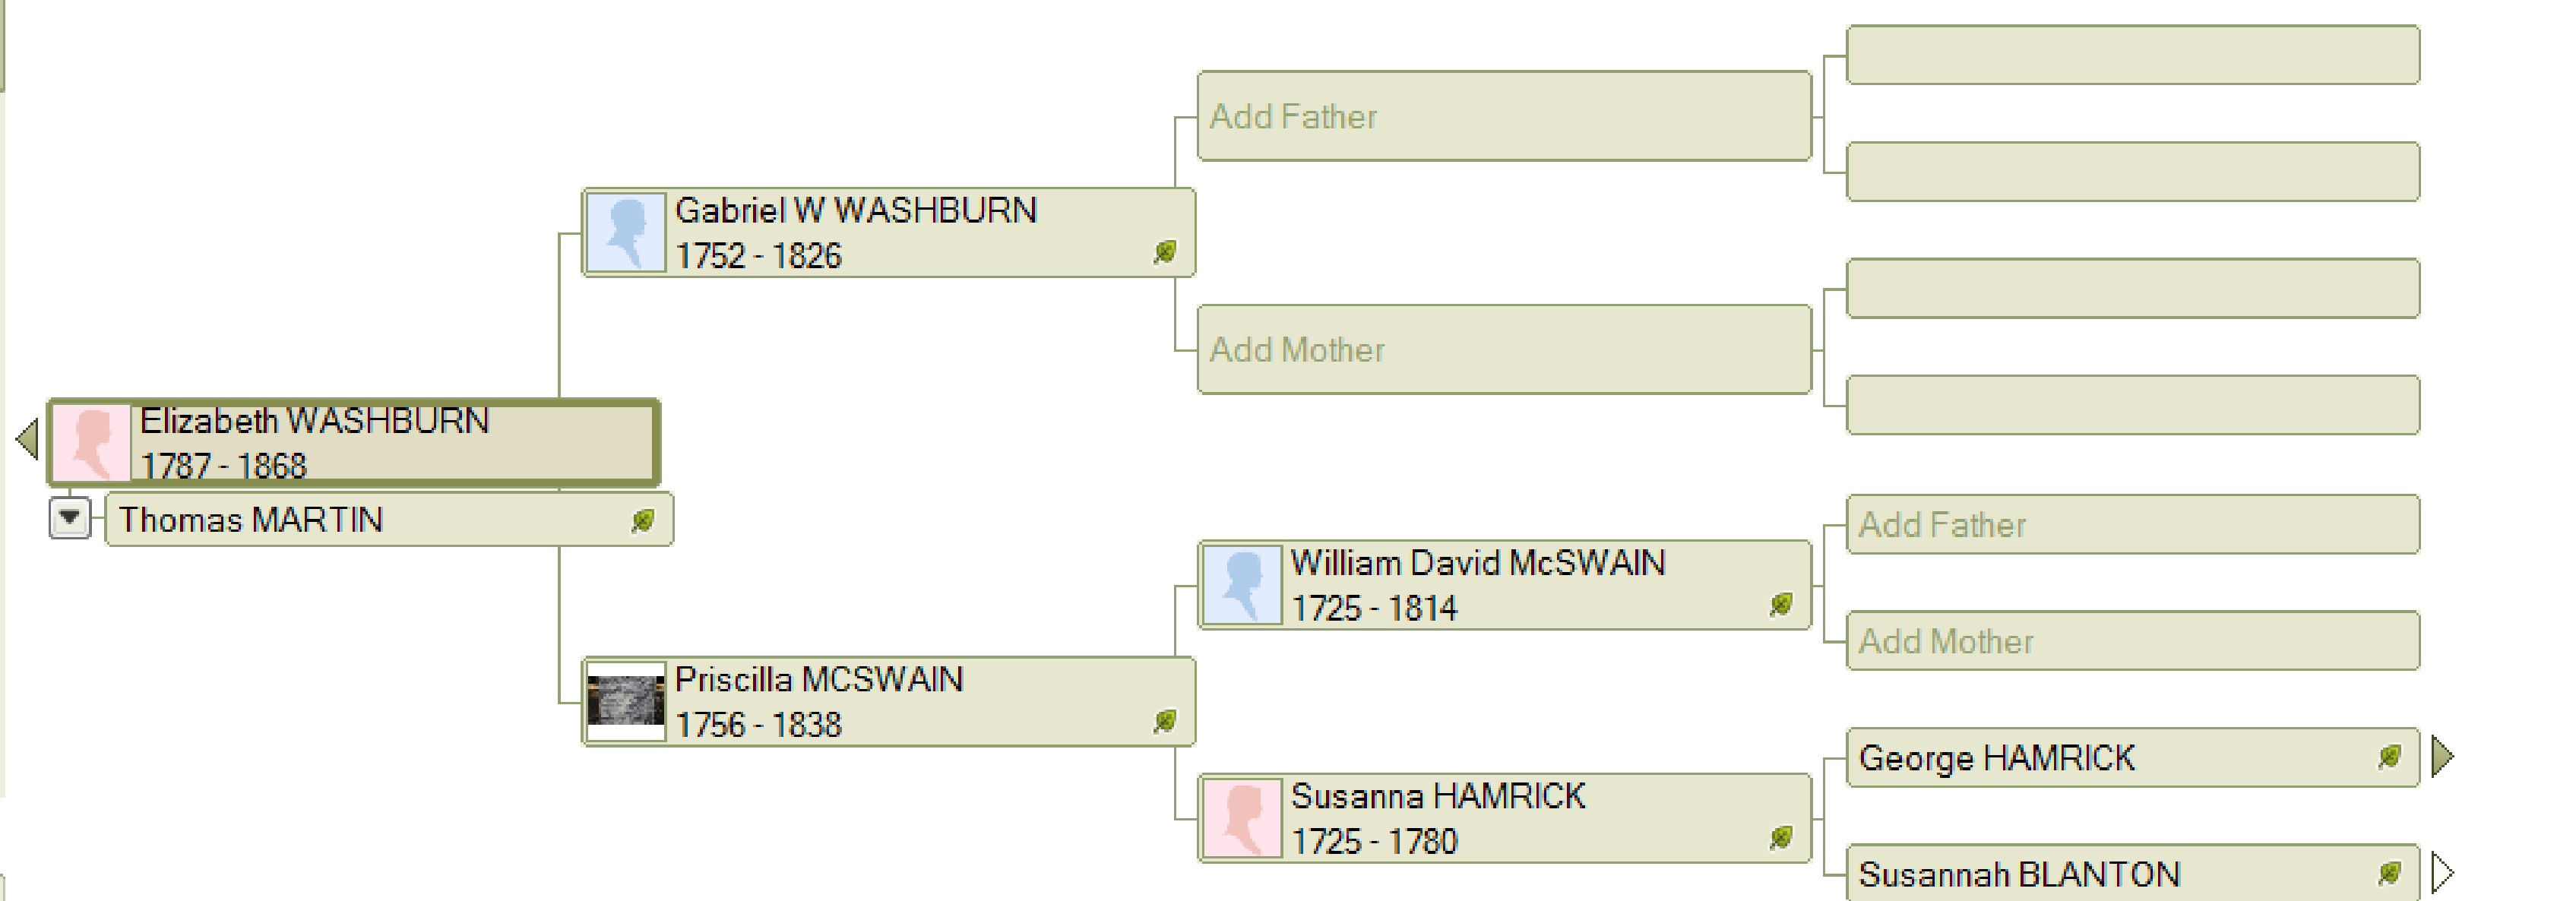 Add Father
Gabriel W WASHBURN
1752 - 1826
Add Mother
Elizabeth WASHBURN
1787 - 1868
Thomas MARTIN
Add Father
William David McSWAIN
1725 - 1814
Add Mother
Priscilla MCSWAIN
1756 - 1838
George HAMRICK
Susanna HAMRICK
1725 - 1780
Susannah BLANTON